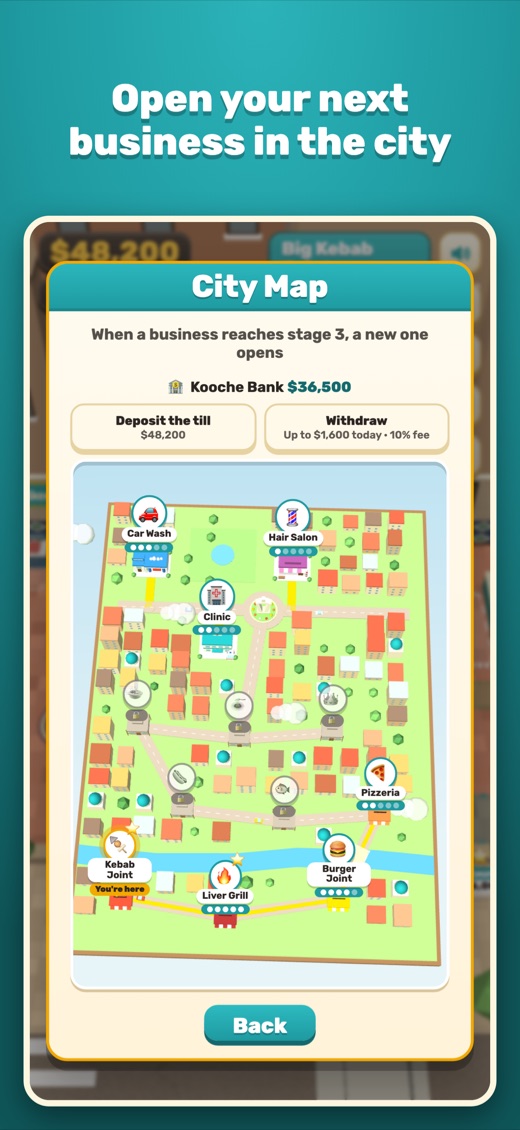 Open your next
business in the city
$48,200
Big Kebab
City Map
When a business reaches stage 3, a new one
opens
Kooche Bank $36,500
Deposit the till
$48,200
Withdraw
Up to $1,600 today • 10% fee
Car Wash
Hair Salon
Clinic
Pizzeria
Kebab
Joint
You're here
Liver Grill
Burger
Joint
Back